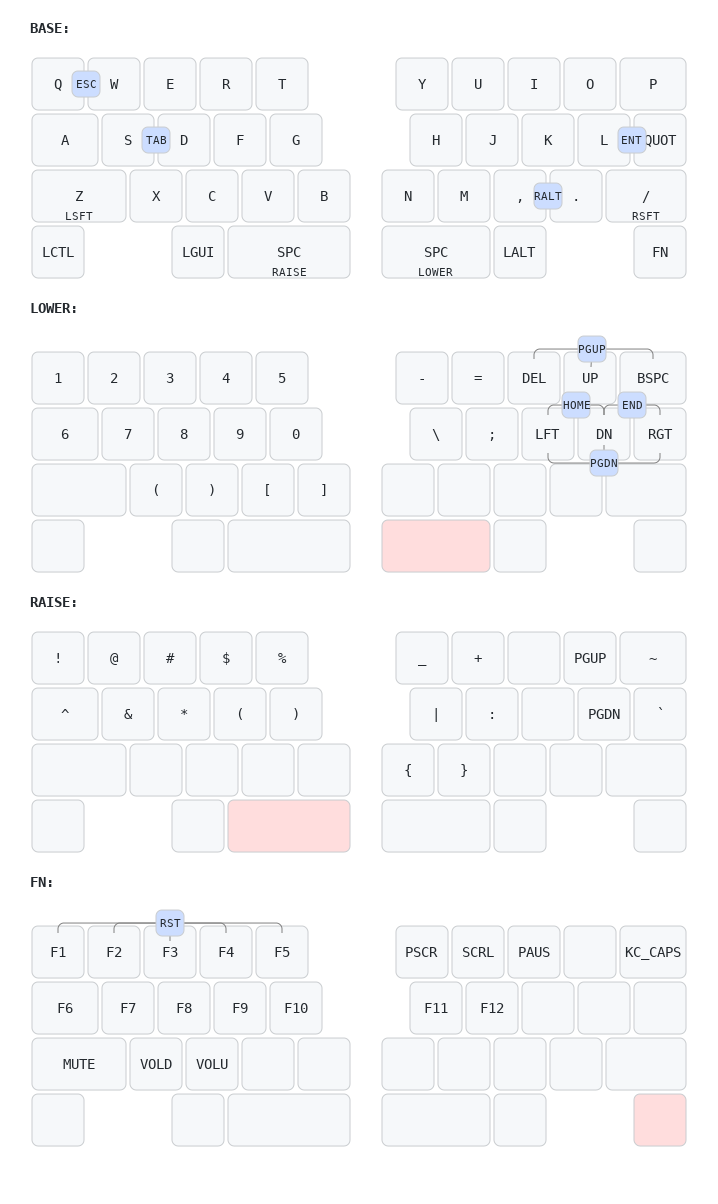 BASE:
Q ESC W E R T Y U I O P
A S TAB D F G H J K L ENT QUOT
Z X C V B N M , RALT . /
LSFT RSFT
LCTL LGUI SPC SPC LALT FN
RAISE LOWER
LOWER:
PGUP
1 2 3 4 5 - = DEL UP BSPC
HOME END
6 7 8 9 0 \ ; LFT DN RGT
PGDN
( ) [ ]
RAISE:
! @ # $ % _ + PGUP ~
^ & * ( ) | : PGDN `
{ }
FN:
RST
F1 F2 F3 F4 F5 PSCR SCRL PAUS KC_CAPS
F6 F7 F8 F9 F10 F11 F12
MUTE VOLD VOLU